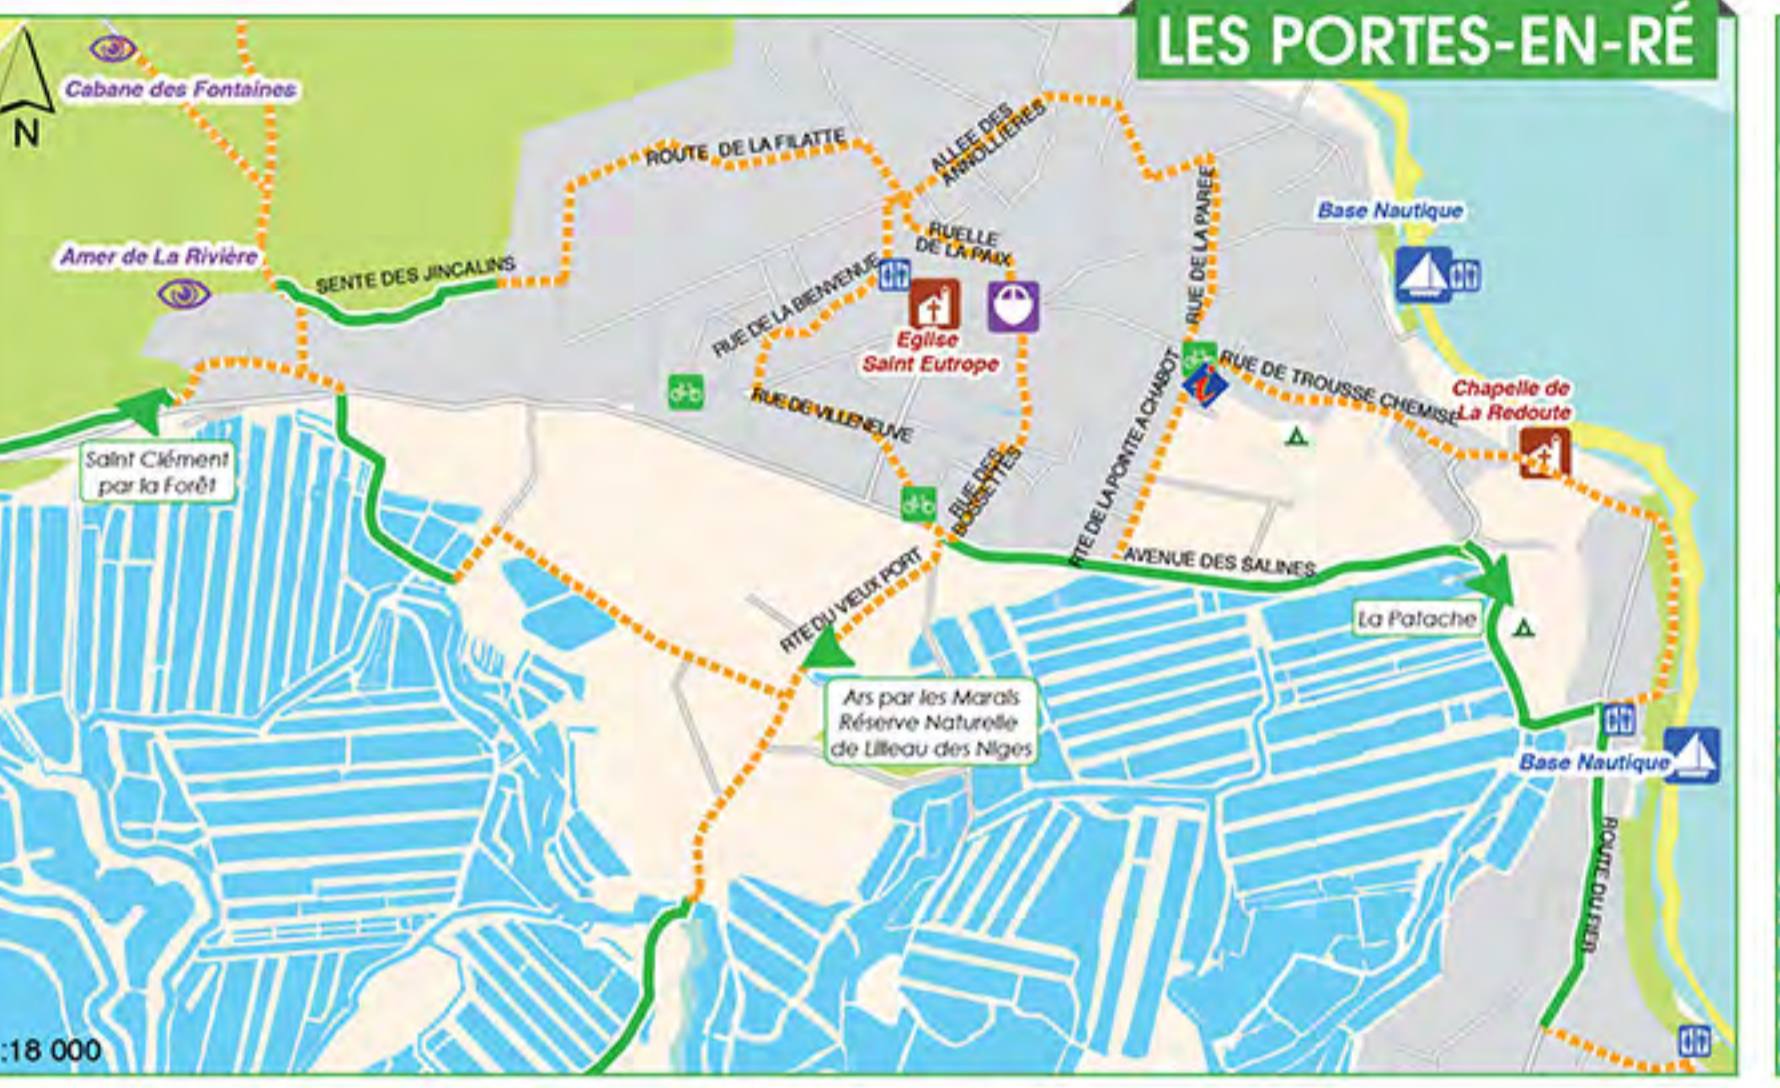 LES PORTES-EN-RÉ
Cabane des Fontaines
N
ROUTE DE LA FILATTE
ALLEE DES
ANNOLLIERES
RUE DE LA PAREE
Base Nautique
Amer de La Rivière
SENTE DES JINCALINS
RUELLE
DE LA PAIX
RUE DE LA BIENVENUE
Eglise
Saint Eutrope
i
RUE DE TROUSSE CHEMISE
Chapelle de
La Redoute
RUE DE VILLENEUVE
RTE DE LA POINTE A CHABOT
Saint Clément
par la Forêt
RUE DES
BOSSETTES
AVENUE DES SALINES
RTE DU VIEUX PORT
La Patache
Ars par les Marais
Réserve Naturelle
de Lilleau des Niges
Base Nautique
ROUTE DU FIER
:18 000